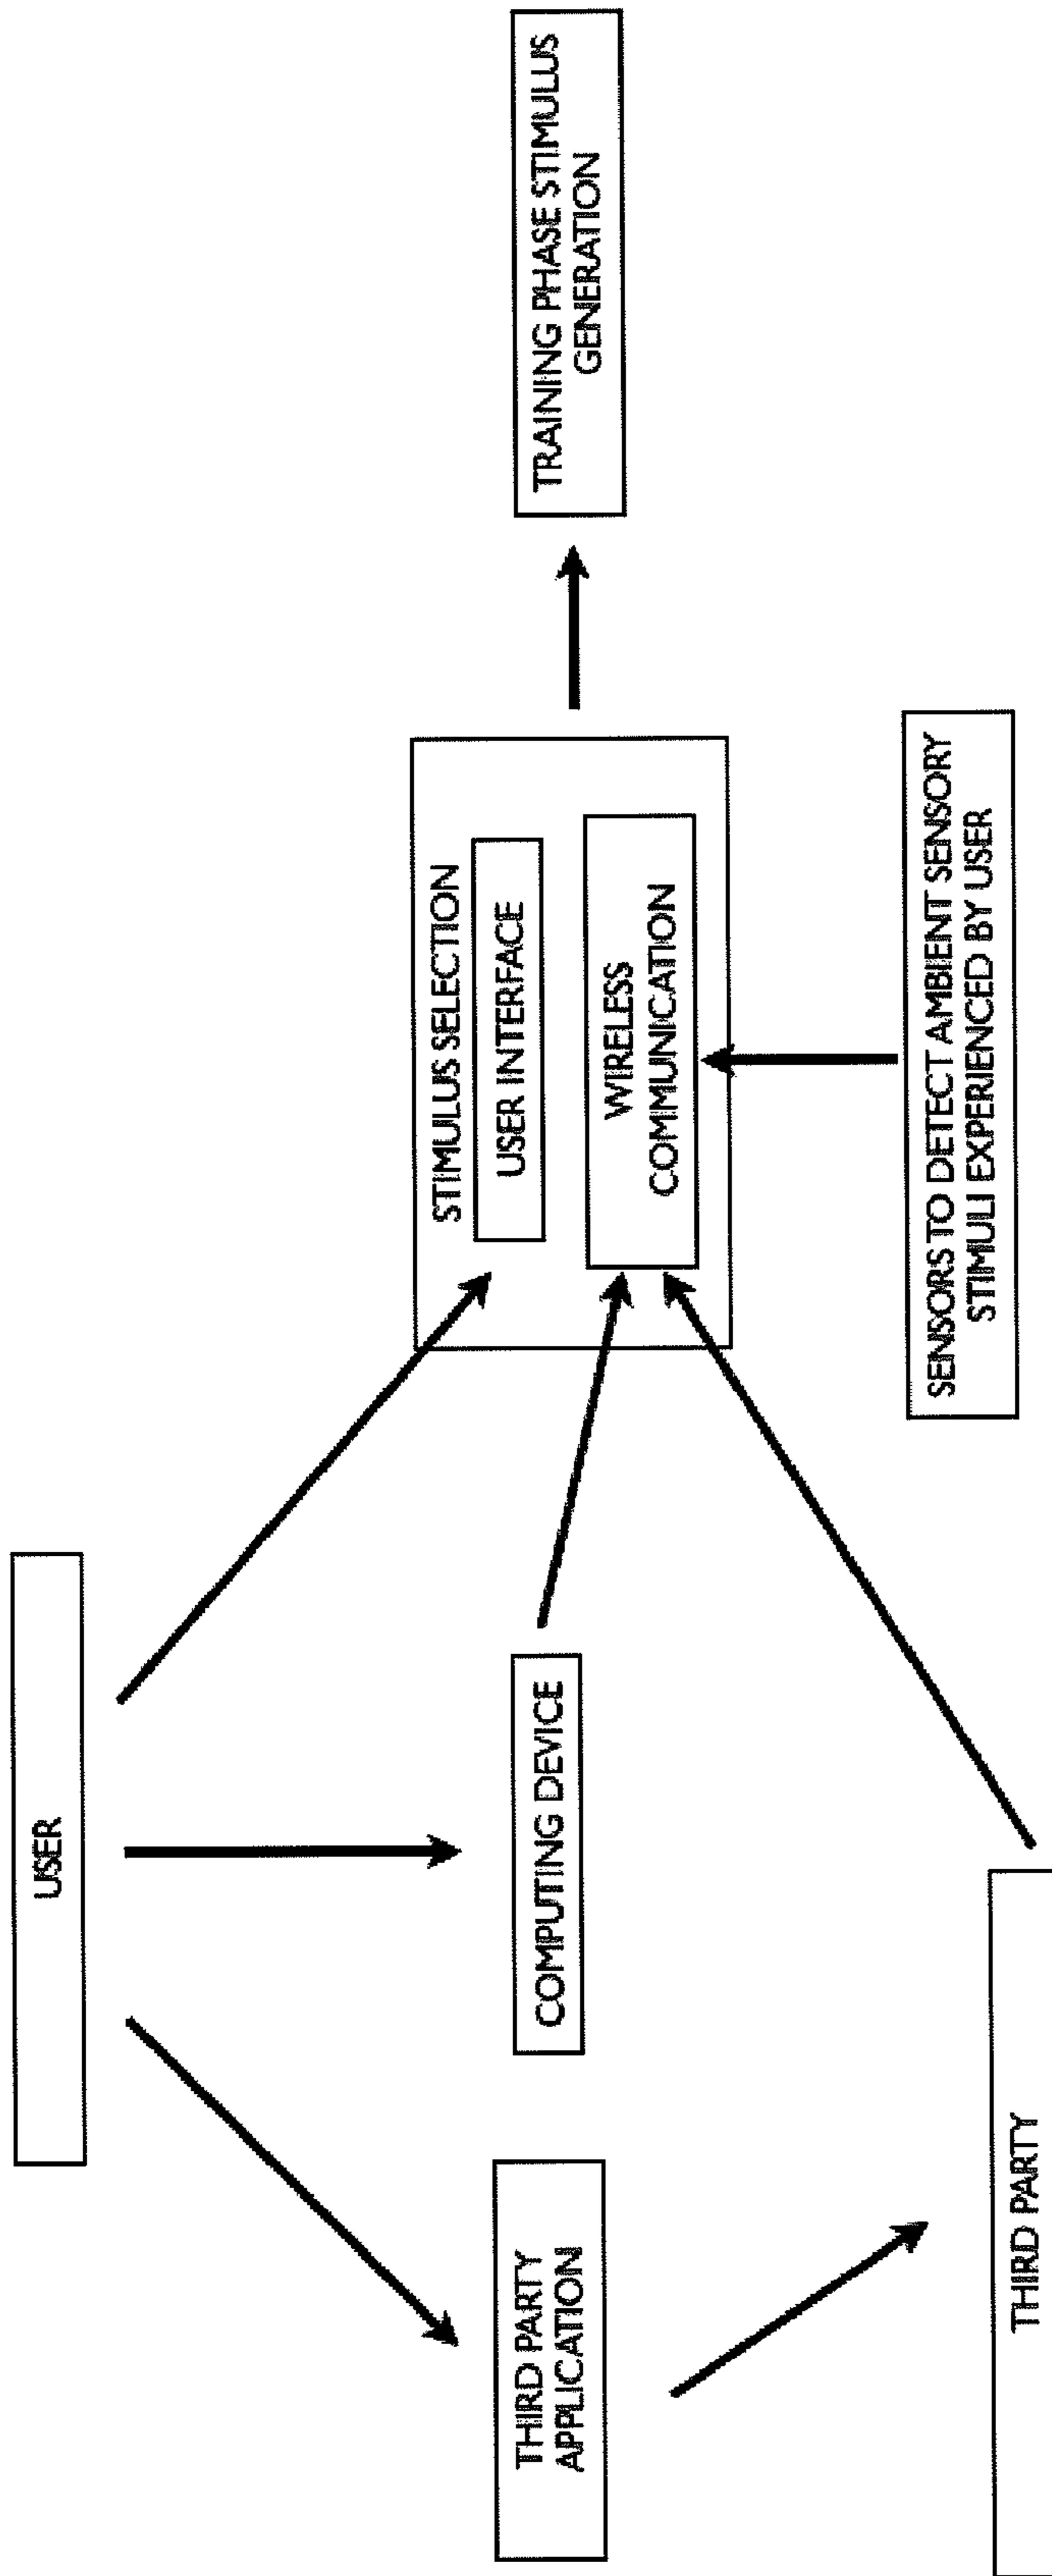 USER
THIRD PARTY
APPLICATION
COMPUTING DEVICE
STIMULUS SELECTION
USER INTERFACE
WIRELESS
COMMUNICATION
TRAINING PHASE STIMULUS
GENERATION
THIRD PARTY
SENSORS TO DETECT AMBIENT SENSORY
STIMULI EXPERIENCED BY USER